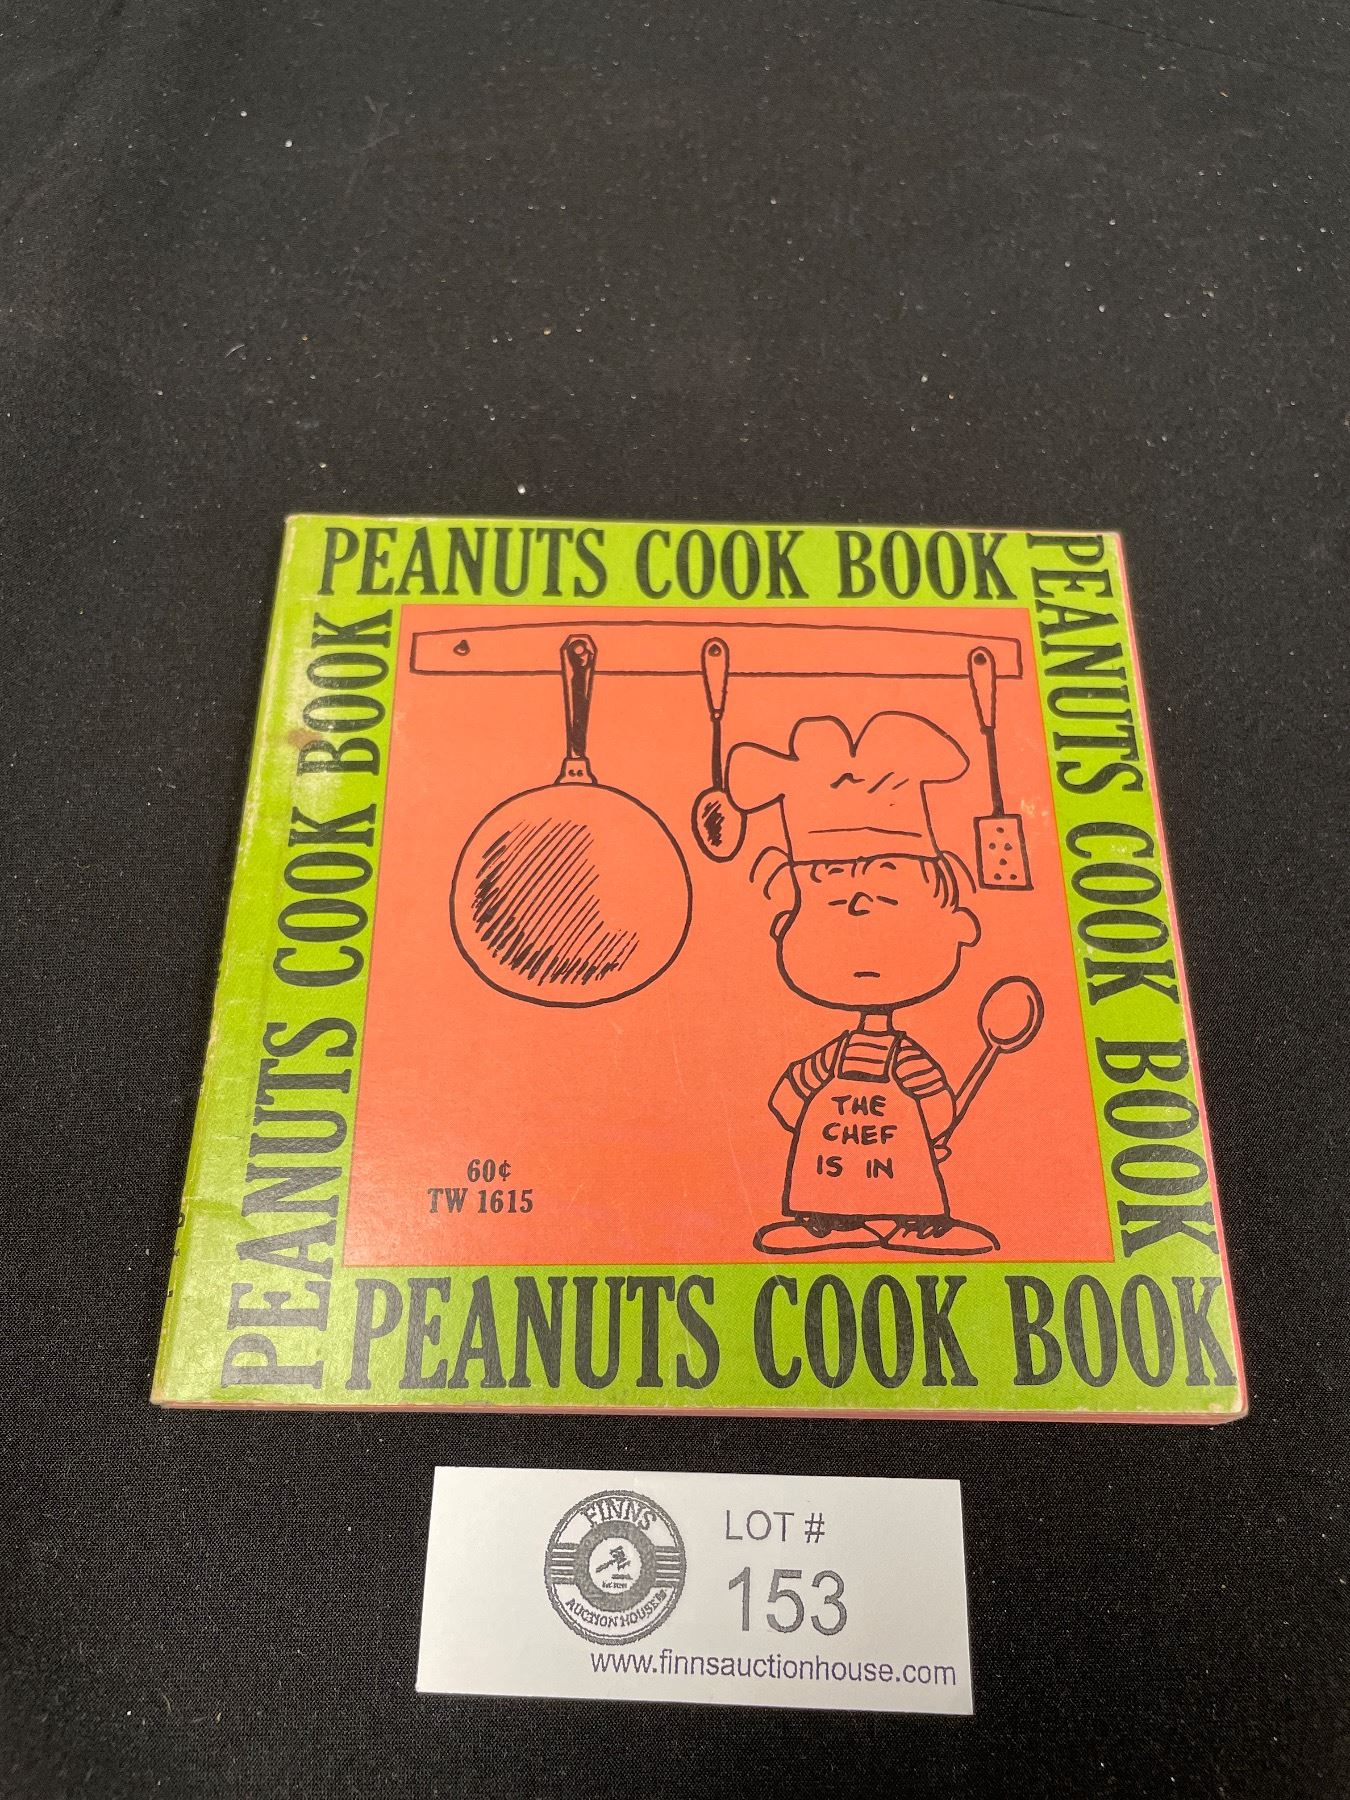 PEANUTS COOK BOOK
PEANUTS COOK BOOK
PEANUTS COOK BOOK
THE
CHEF
IS IN
60¢
TW 1615
PEANUTS COOK BOOK
FINNS
AUCTION HOUSE
LOT #
153
www.finnsauctionhouse.com